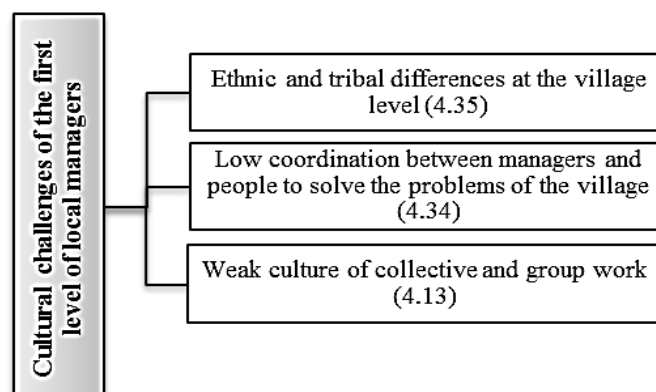 Cultural challenges of the first
level of local managers
Ethnic and tribal differences at the village
level (4.35)
Low coordination between managers and
people to solve the problems of the village
(4.34)
Weak culture of collective and group work
(4.13)